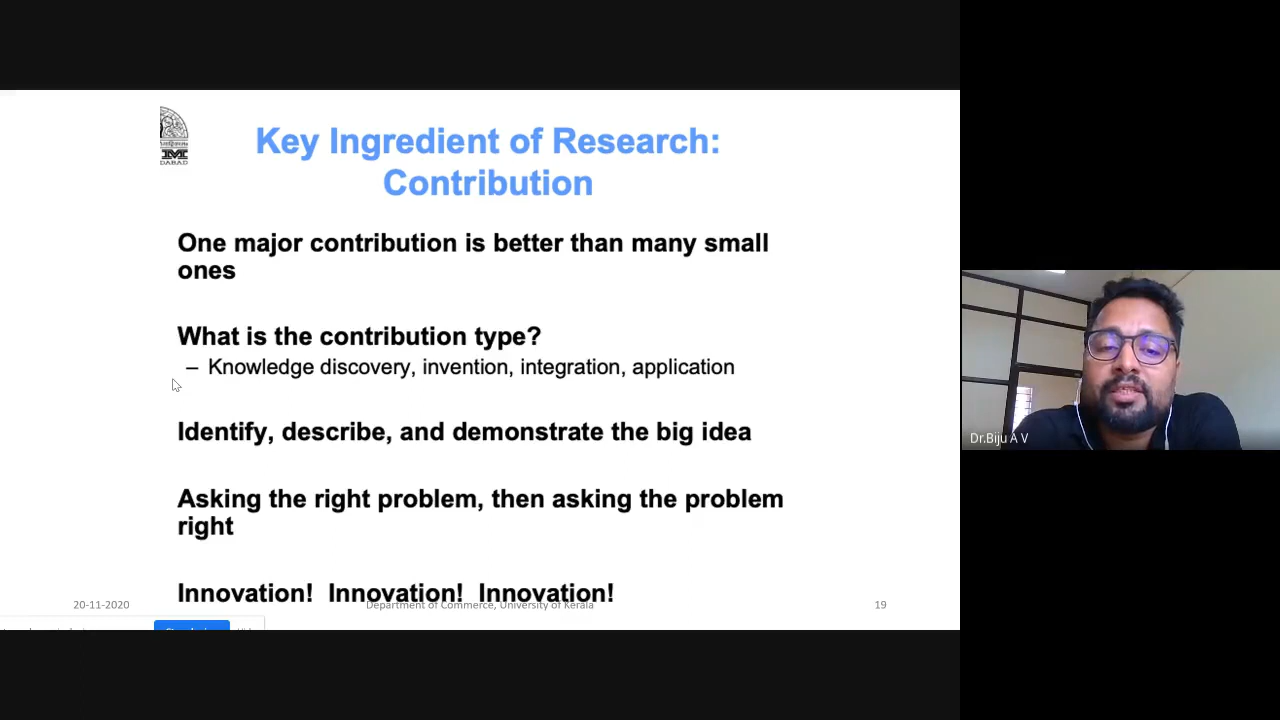 Key Ingredient of Research:
Contribution
One major contribution is better than many small
ones
What is the contribution type?
– Knowledge discovery, invention, integration, application
Identify, describe, and demonstrate the big idea
Asking the right problem, then asking the problem
right
Innovation! Innovation! Innovation!
20-11-2020
Department of Commerce, University of Kerala
19
Dr.Biju A V